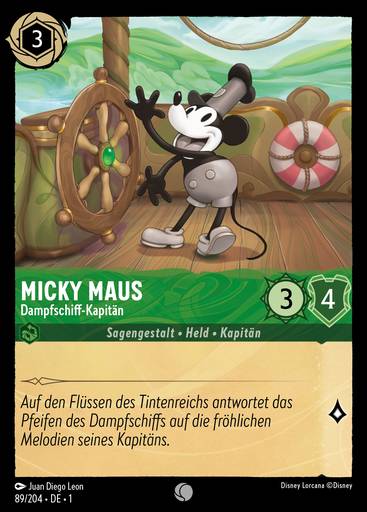 3
MICKY MAUS
Dampfschiff-Kapitän
3
4
Sagengestalt • Held • Kapitän
Auf den Flüssen des Tintenreichs antwortet das
Pfeifen des Dampfschiffs auf die fröhlichen
Melodien seines Kapitäns.
Juan Diego Leon
Disney Lorcana ©Disney
89/204 • DE • 1